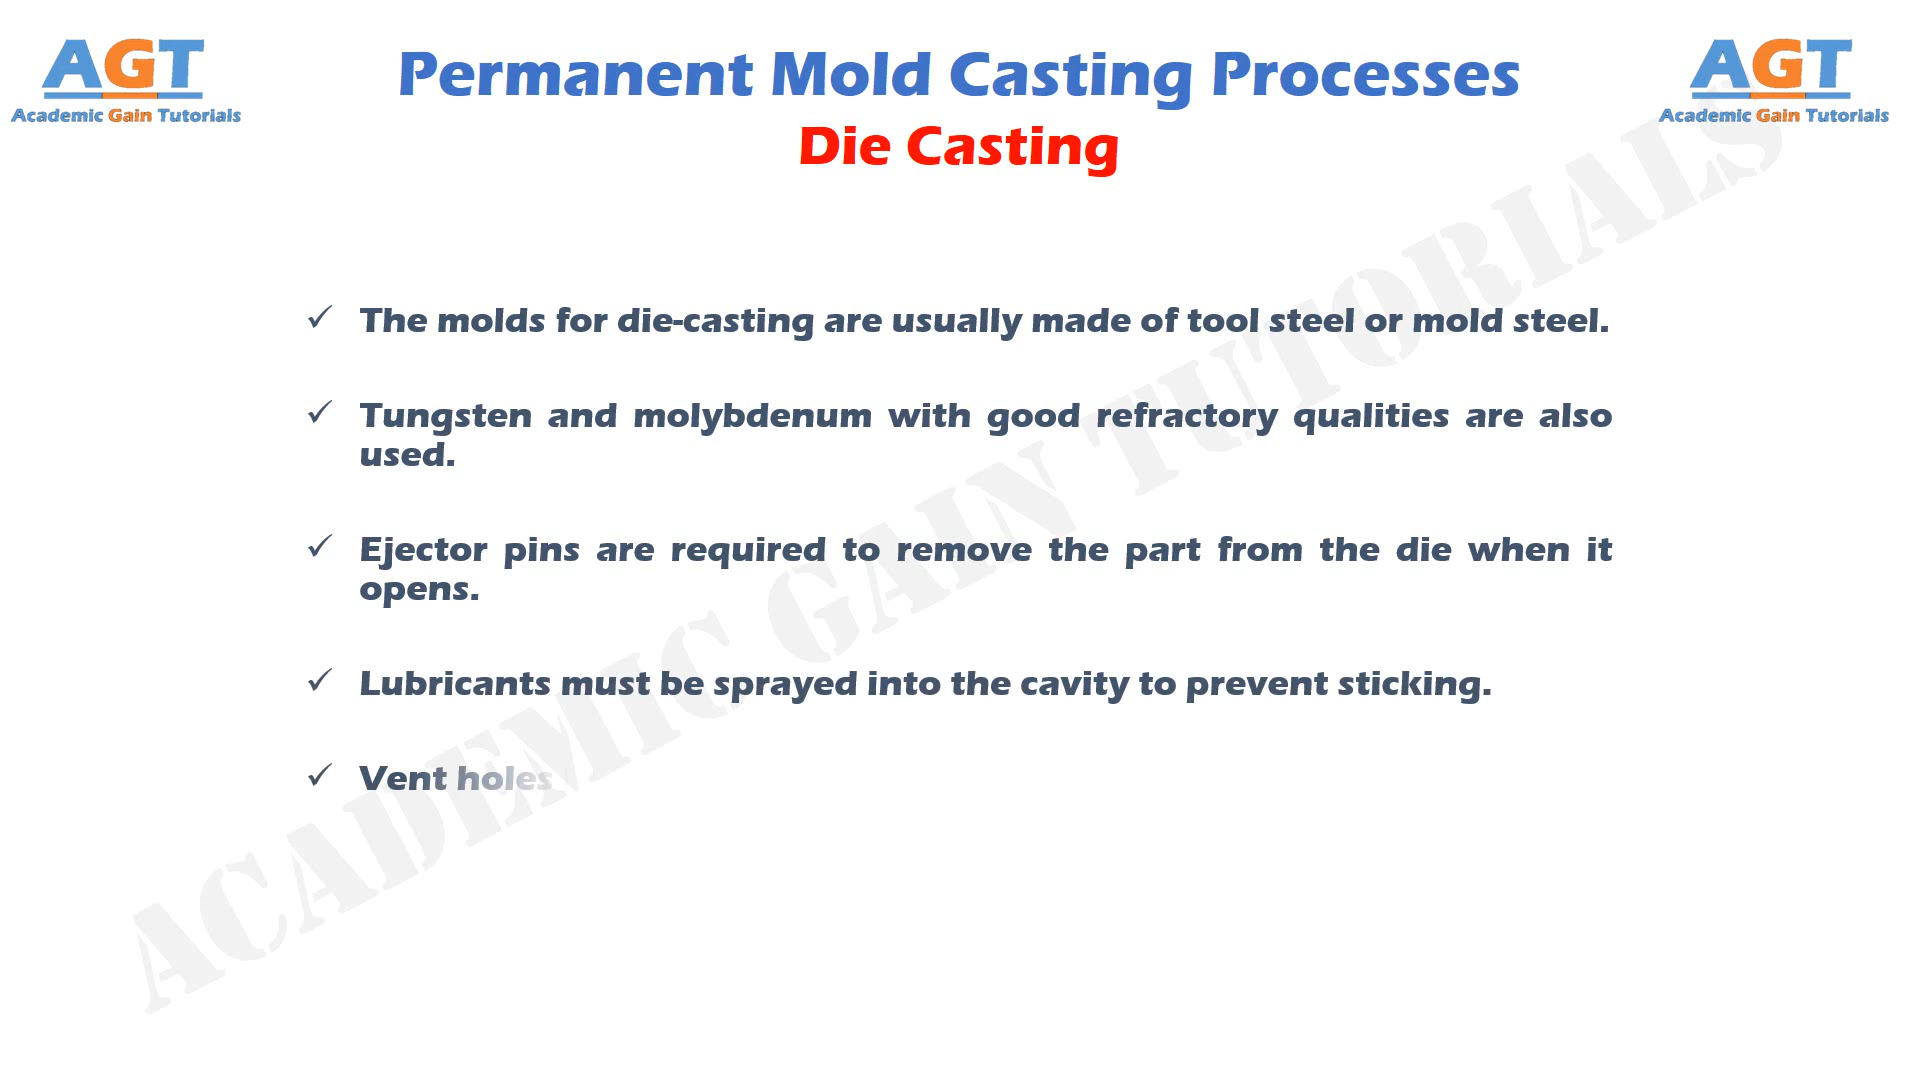 AGT
Academic Gain Tutorials
Permanent Mold Casting Processes
Die Casting
AGT
Academic Gain Tutorials
The molds for die-casting are usually made of tool steel or mold steel.
Tungsten and molybdenum with good refractory qualities are also
used.
Ejector pins are required to remove the part from the die when it
opens.
Lubricants must be sprayed into the cavity to prevent sticking.
Vent holes
ACADEMIC GAIN TUTORIALS